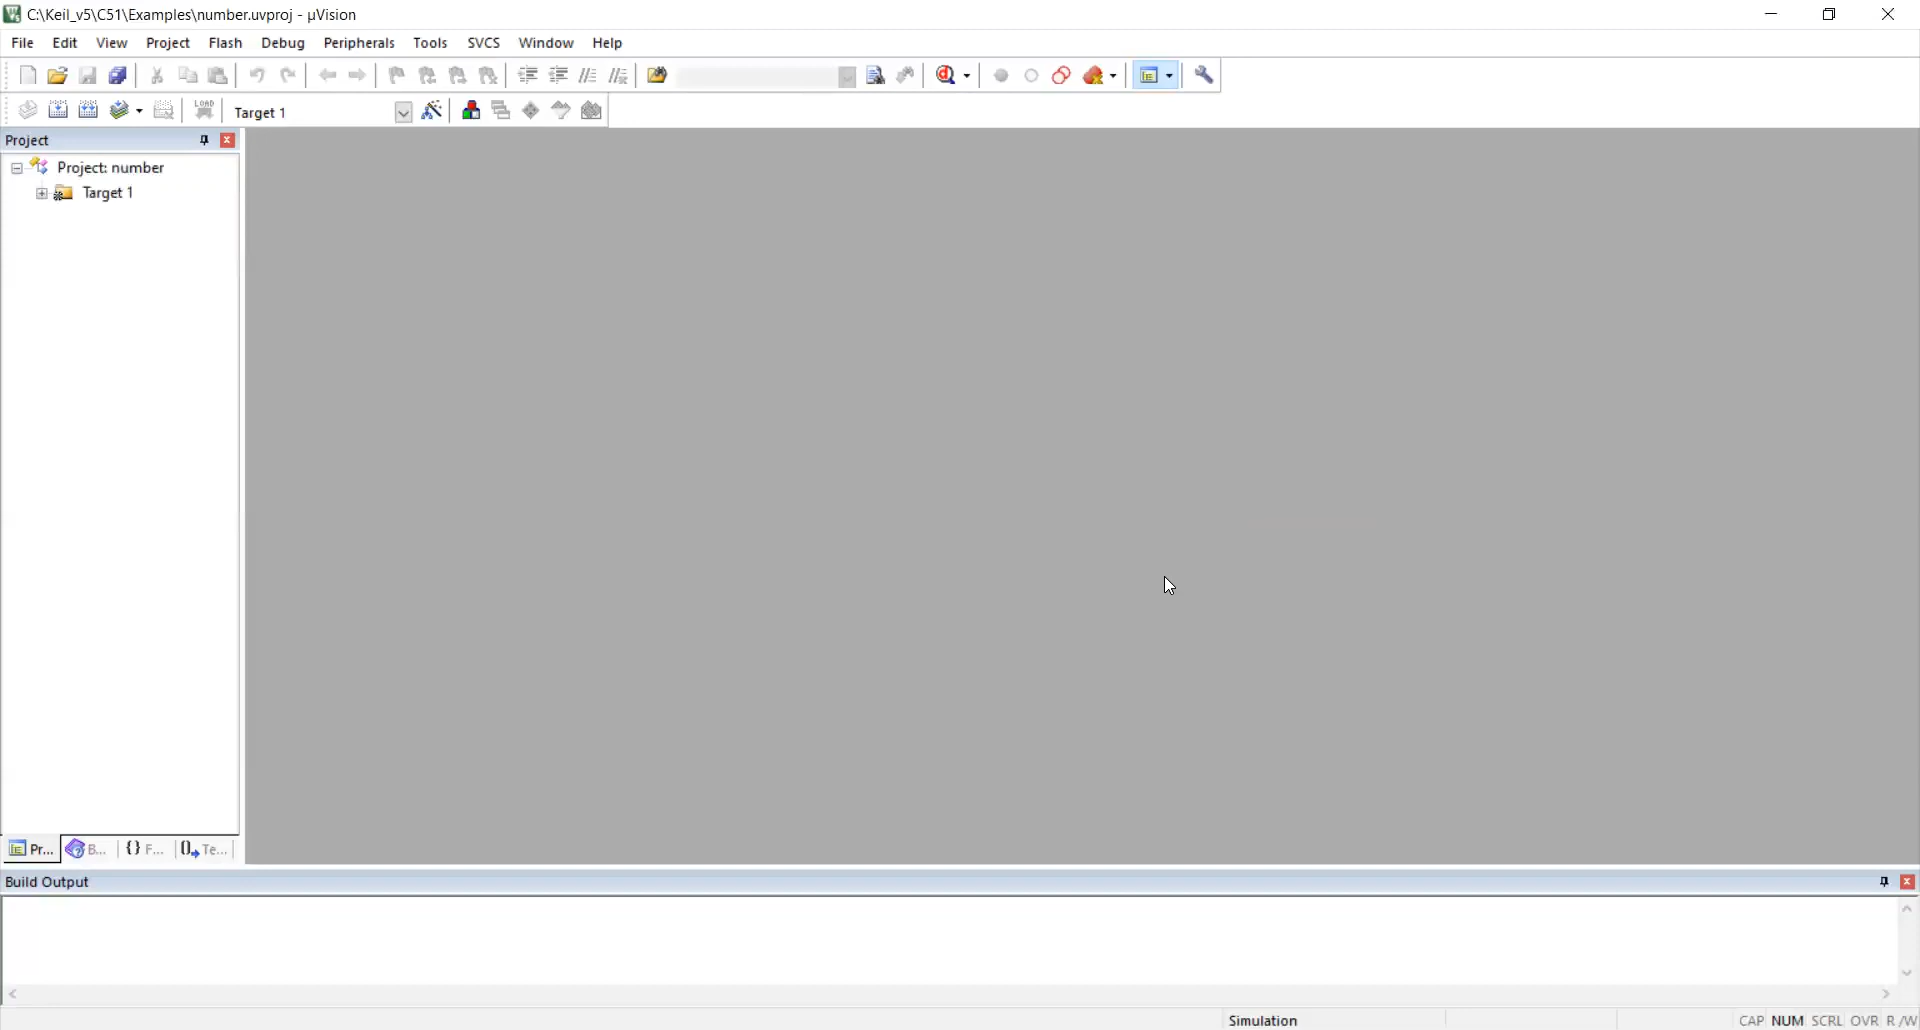 C:\Keil_v5\C51\Examples\number.uvproj - µVision
File Edit View Project Flash Debug Peripherals Tools SVCS Window Help
LOAD
Target 1
Project
Project: number
Target 1
Pr... B... {} F... Te...
Build Output
Simulation
CAP NUM SCRL OVR R/W